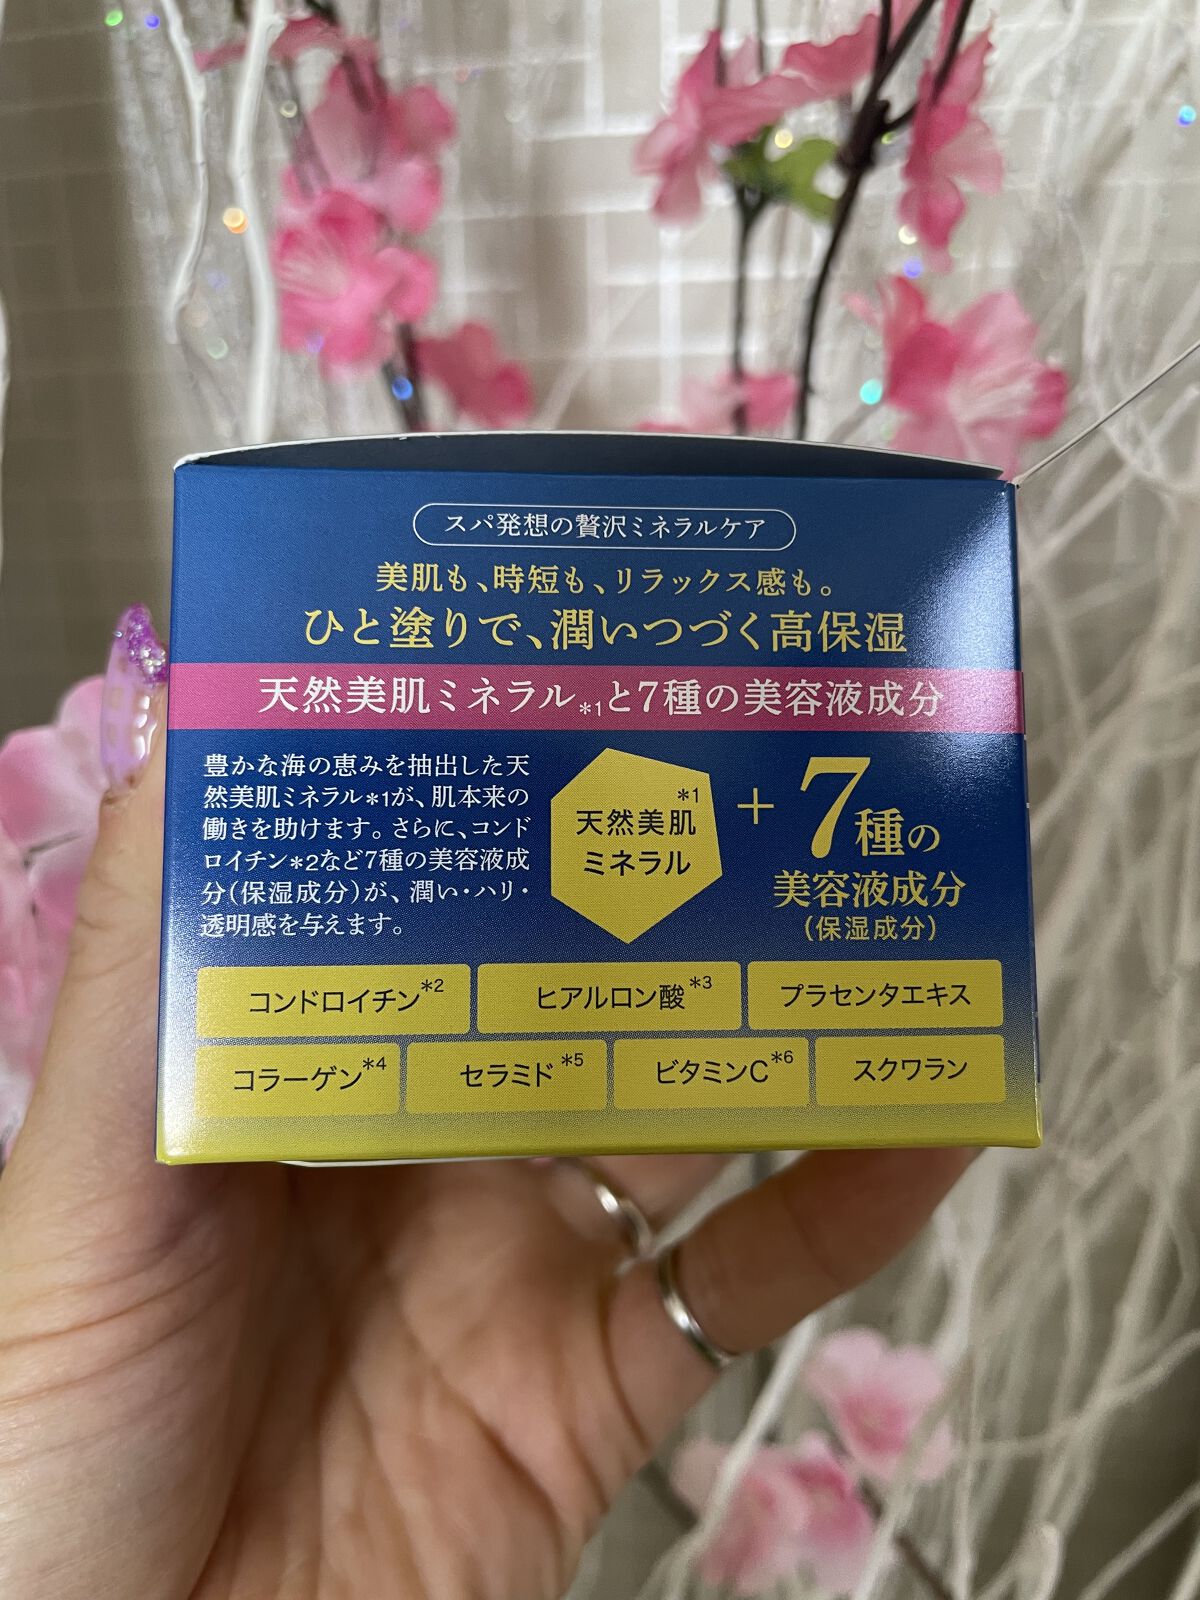 スパ発想の贅沢ミネラルケア
美肌も、時短も、リラックス感も。
ひと塗りで、潤いつづく高保湿
天然美肌ミネラル*1と7種の美容液成分
豊かな海の恵みを抽出した天
然美肌ミネラル*1が、肌本来の
働きを助けます。さらに、コンド
ロイチン*2など7種の美容液成
分(保湿成分)が、潤い・ハリ・
透明感を与えます。
天然美肌*1
ミネラル
+ 7種の
美容液成分
(保湿成分)
コンドロイチン*2 ヒアルロン酸*3 プラセンタエキス
コラーゲン*4 セラミド*5 ビタミンC*6 スクワラン